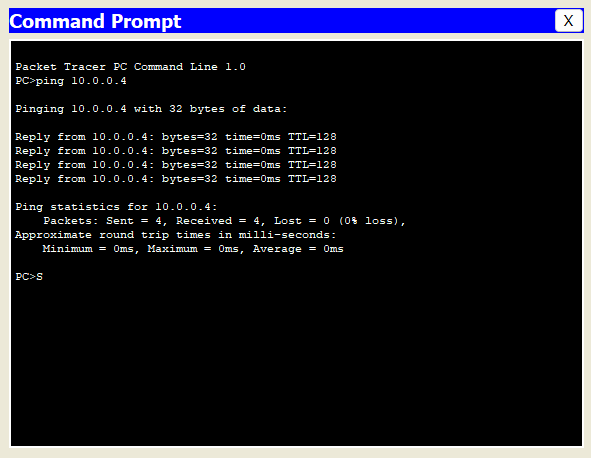 Command Prompt
X
Packet Tracer PC Command Line 1.0
PC>ping 10.0.0.4
Pinging 10.0.0.4 with 32 bytes of data:
Reply from 10.0.0.4: bytes=32 time=0ms TTL=128
Reply from 10.0.0.4: bytes=32 time=0ms TTL=128
Reply from 10.0.0.4: bytes=32 time=0ms TTL=128
Reply from 10.0.0.4: bytes=32 time=0ms TTL=128
Ping statistics for 10.0.0.4:
Packets: Sent = 4, Received = 4, Lost = 0 (0% loss),
Approximate round trip times in milli-seconds:
Minimum = 0ms, Maximum = 0ms, Average = 0ms
PC>S